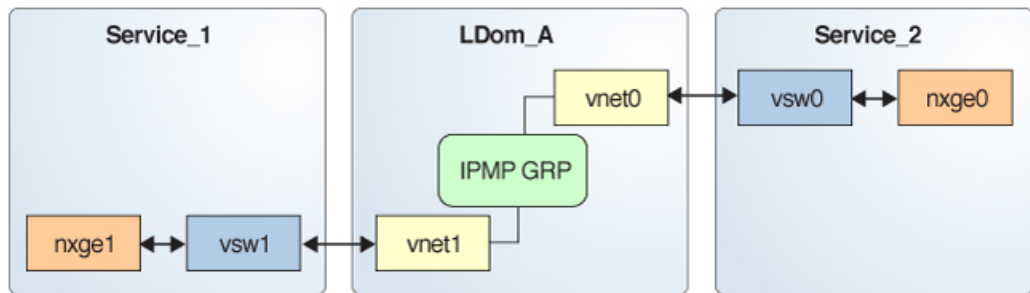 Service_1
LDom_A
Service_2
vnet0
vsw0
nxge0
IPMP GRP
nxge1
vsw1
vnet1